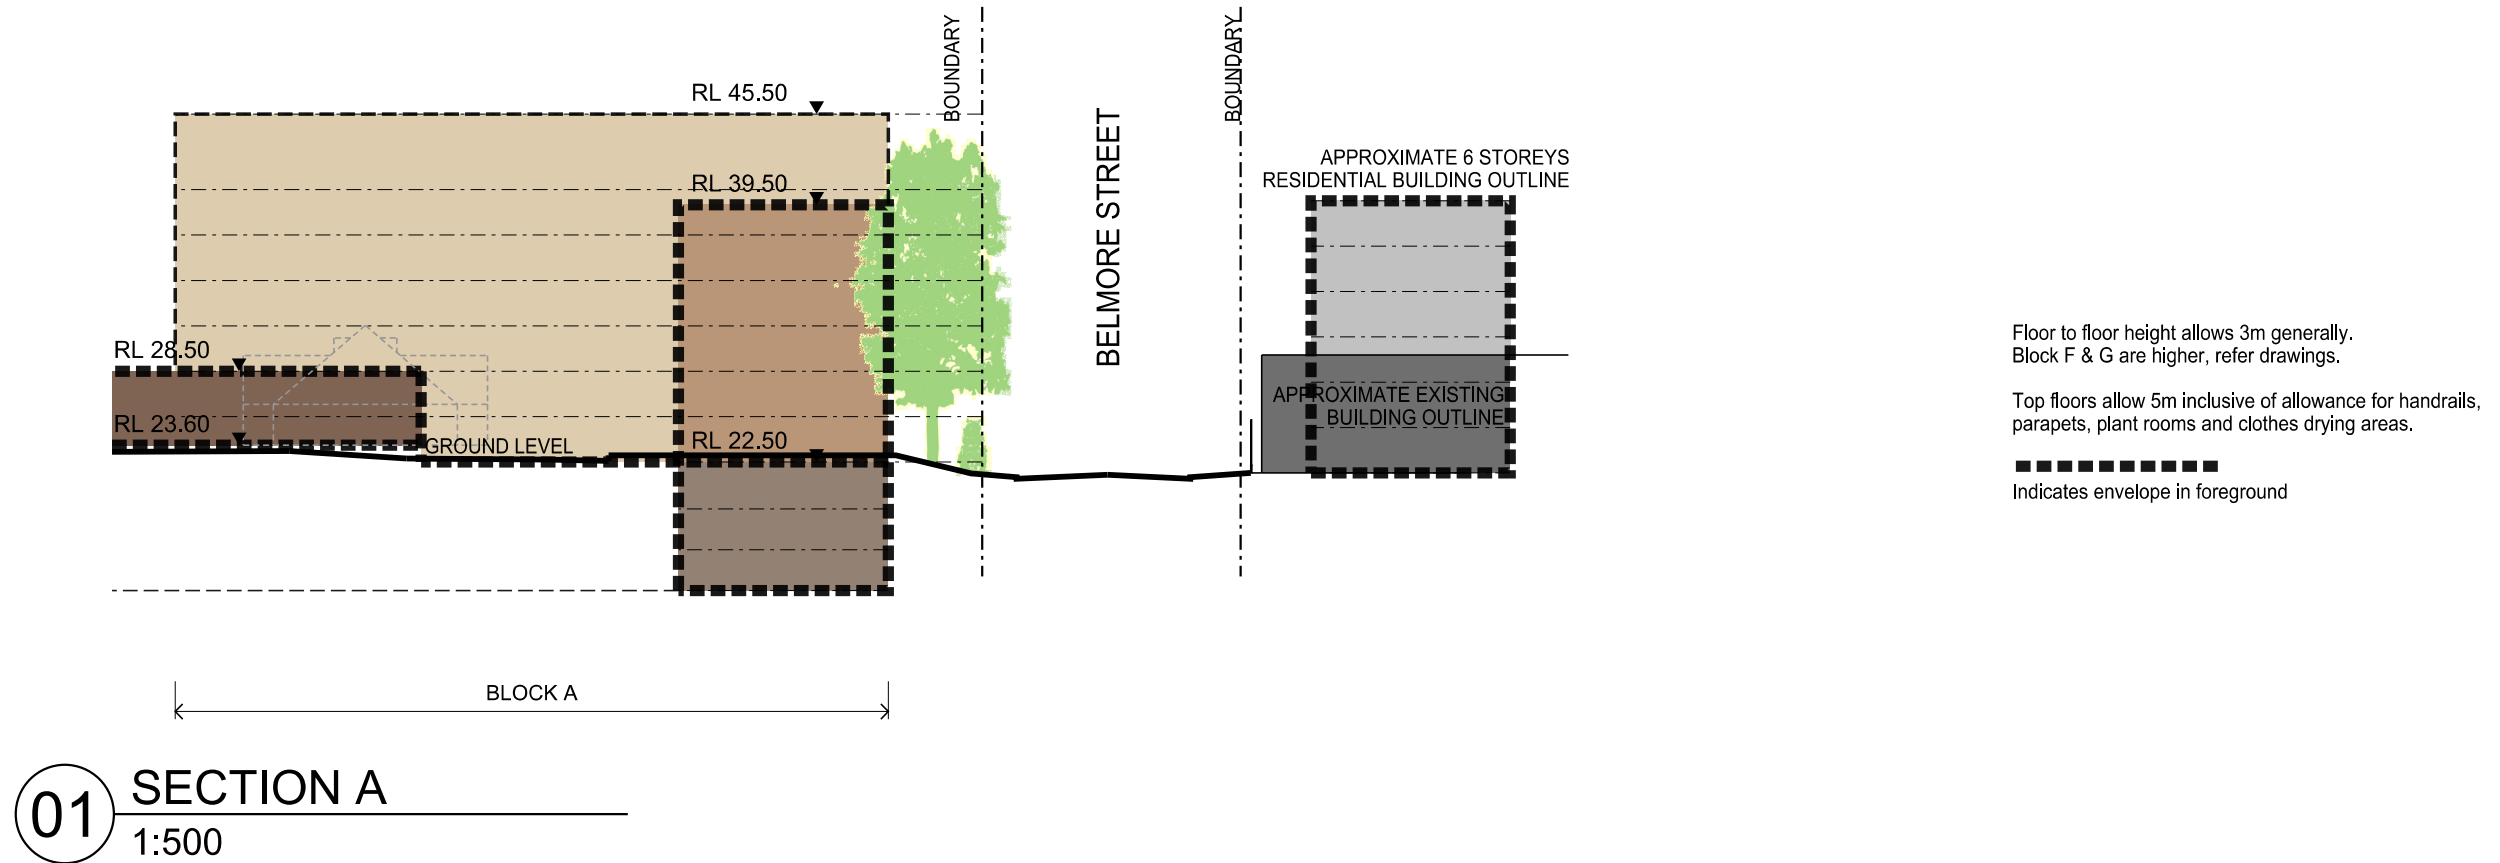 BOUNDARY
BOUNDARY
RL 45.50
BELMORE STREET
APPROXIMATE 6 STOREYS
RESIDENTIAL BUILDING OUTLINE
RL 39.50
RL 28.50
RL 23.60
GROUND LEVEL
RL 22.50
APPROXIMATE EXISTING
BUILDING OUTLINE
Floor to floor height allows 3m generally.
Block F & G are higher, refer drawings.
Top floors allow 5m inclusive of allowance for handrails,
parapets, plant rooms and clothes drying areas.
Indicates envelope in foreground
BLOCK A
01
SECTION A
1:500